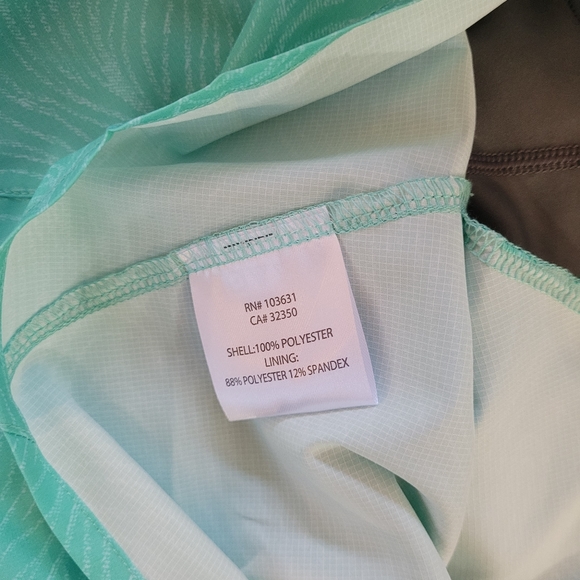 RN# 103631
CA# 32350
SHELL:100% POLYESTER
LINING:
88% POLYESTER 12% SPANDEX